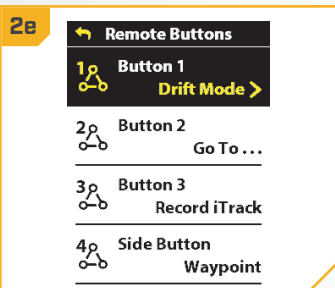 2e
Remote Buttons
1 Button 1
Drift Mode >
2 Button 2
Go To ...
3 Button 3
Record iTrack
4 Side Button
Waypoint